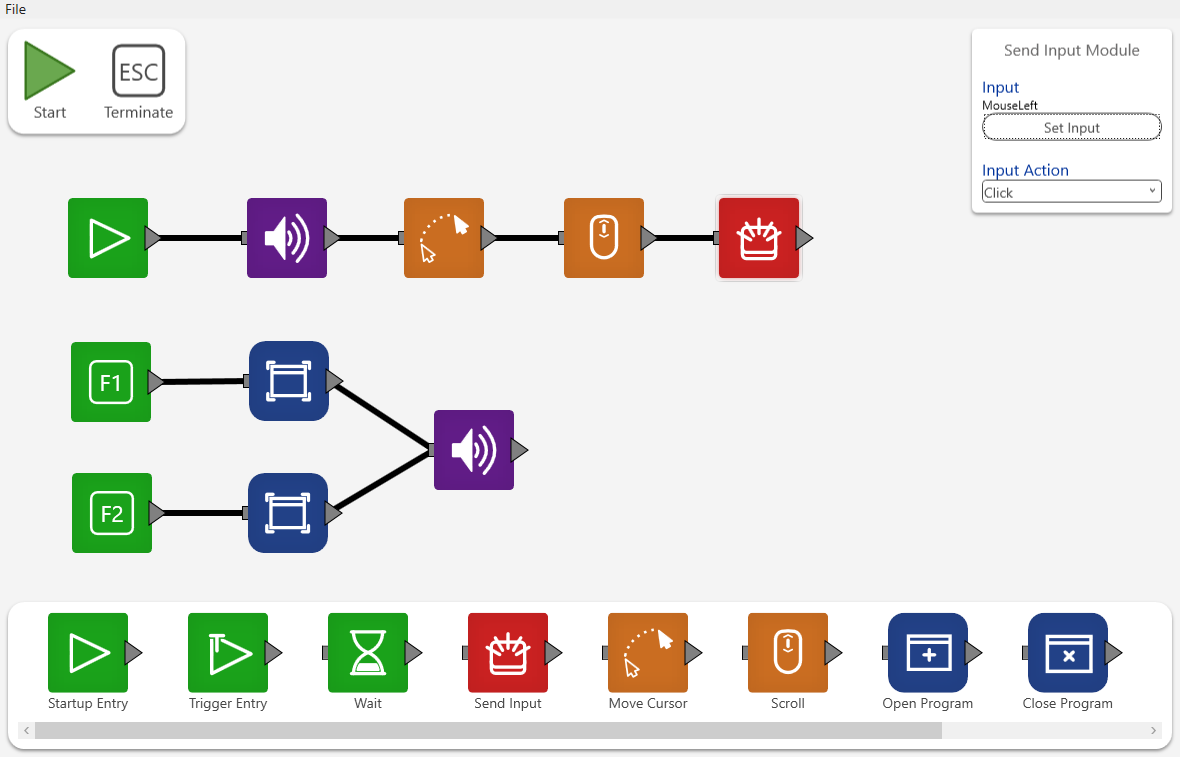 File
ESC
Start
Terminate
Send Input Module
Input
MouseLeft
Set Input
Input Action
Click
F1
F2
Startup Entry
Trigger Entry
Wait
Send Input
Move Cursor
Scroll
Open Program
Close Program